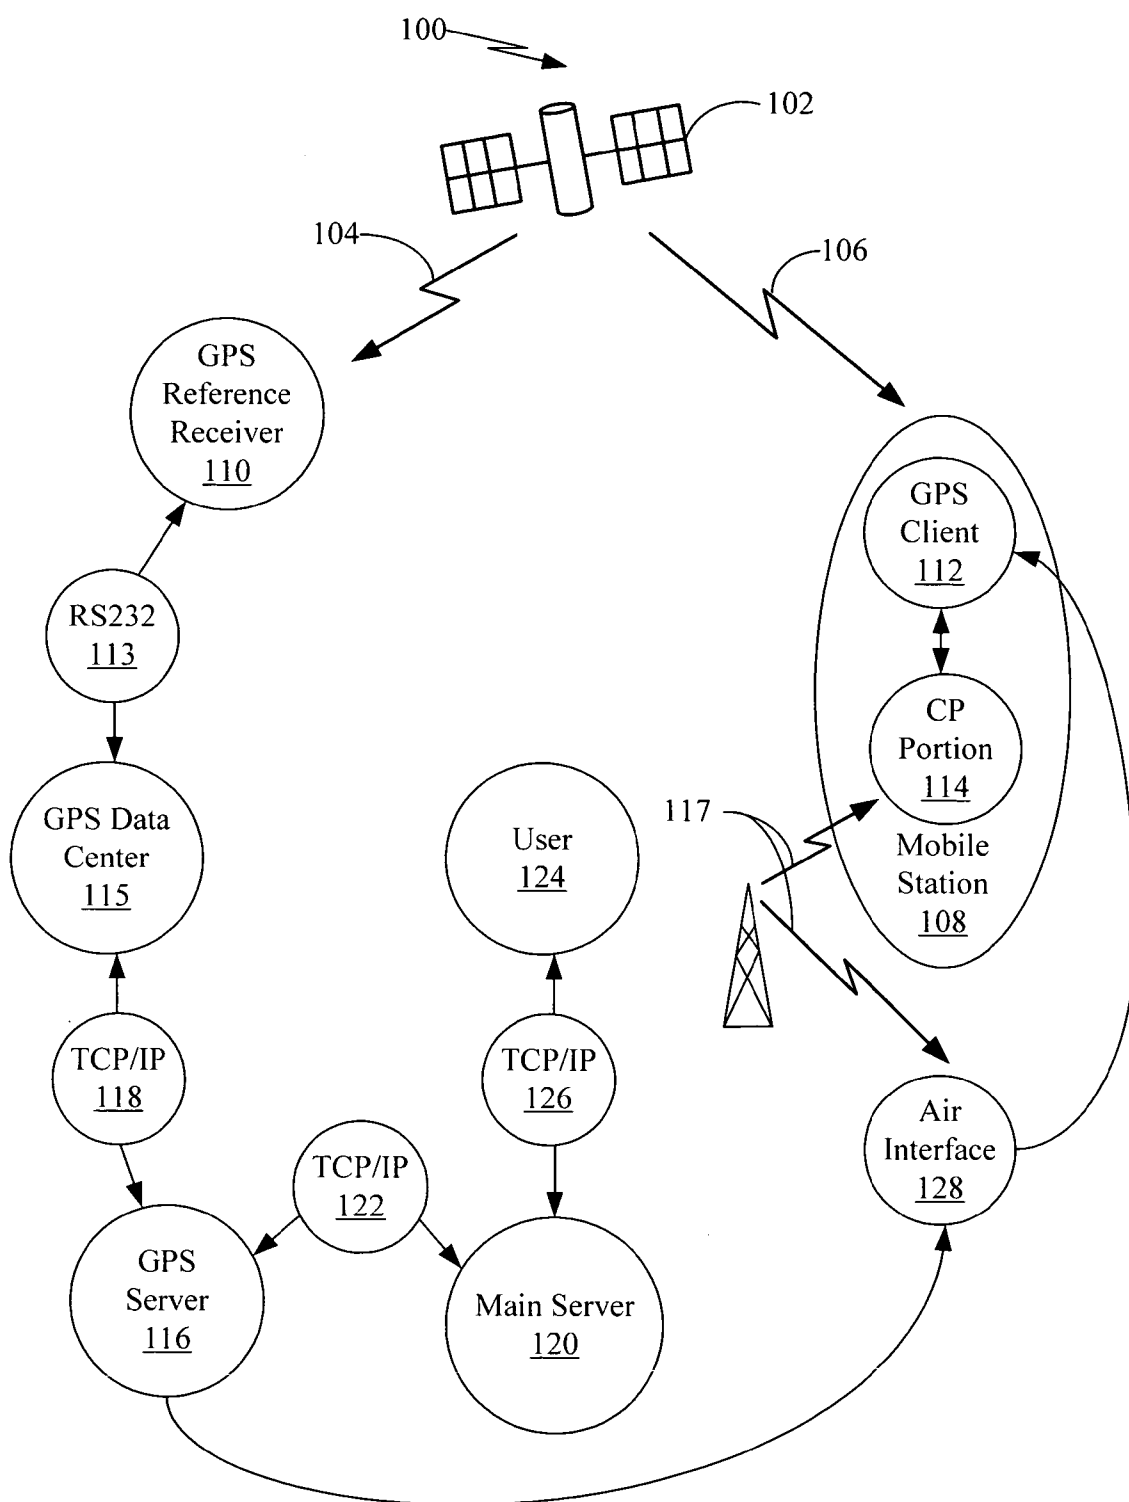 100
102
104
106
GPS
Reference
Receiver
110
GPS
Client
112
RS232
113
CP
Portion
114
GPS Data
Center
115
User
124
117
Mobile
Station
108
TCP/IP
118
TCP/IP
126
Air
Interface
128
TCP/IP
122
GPS
Server
116
Main Server
120